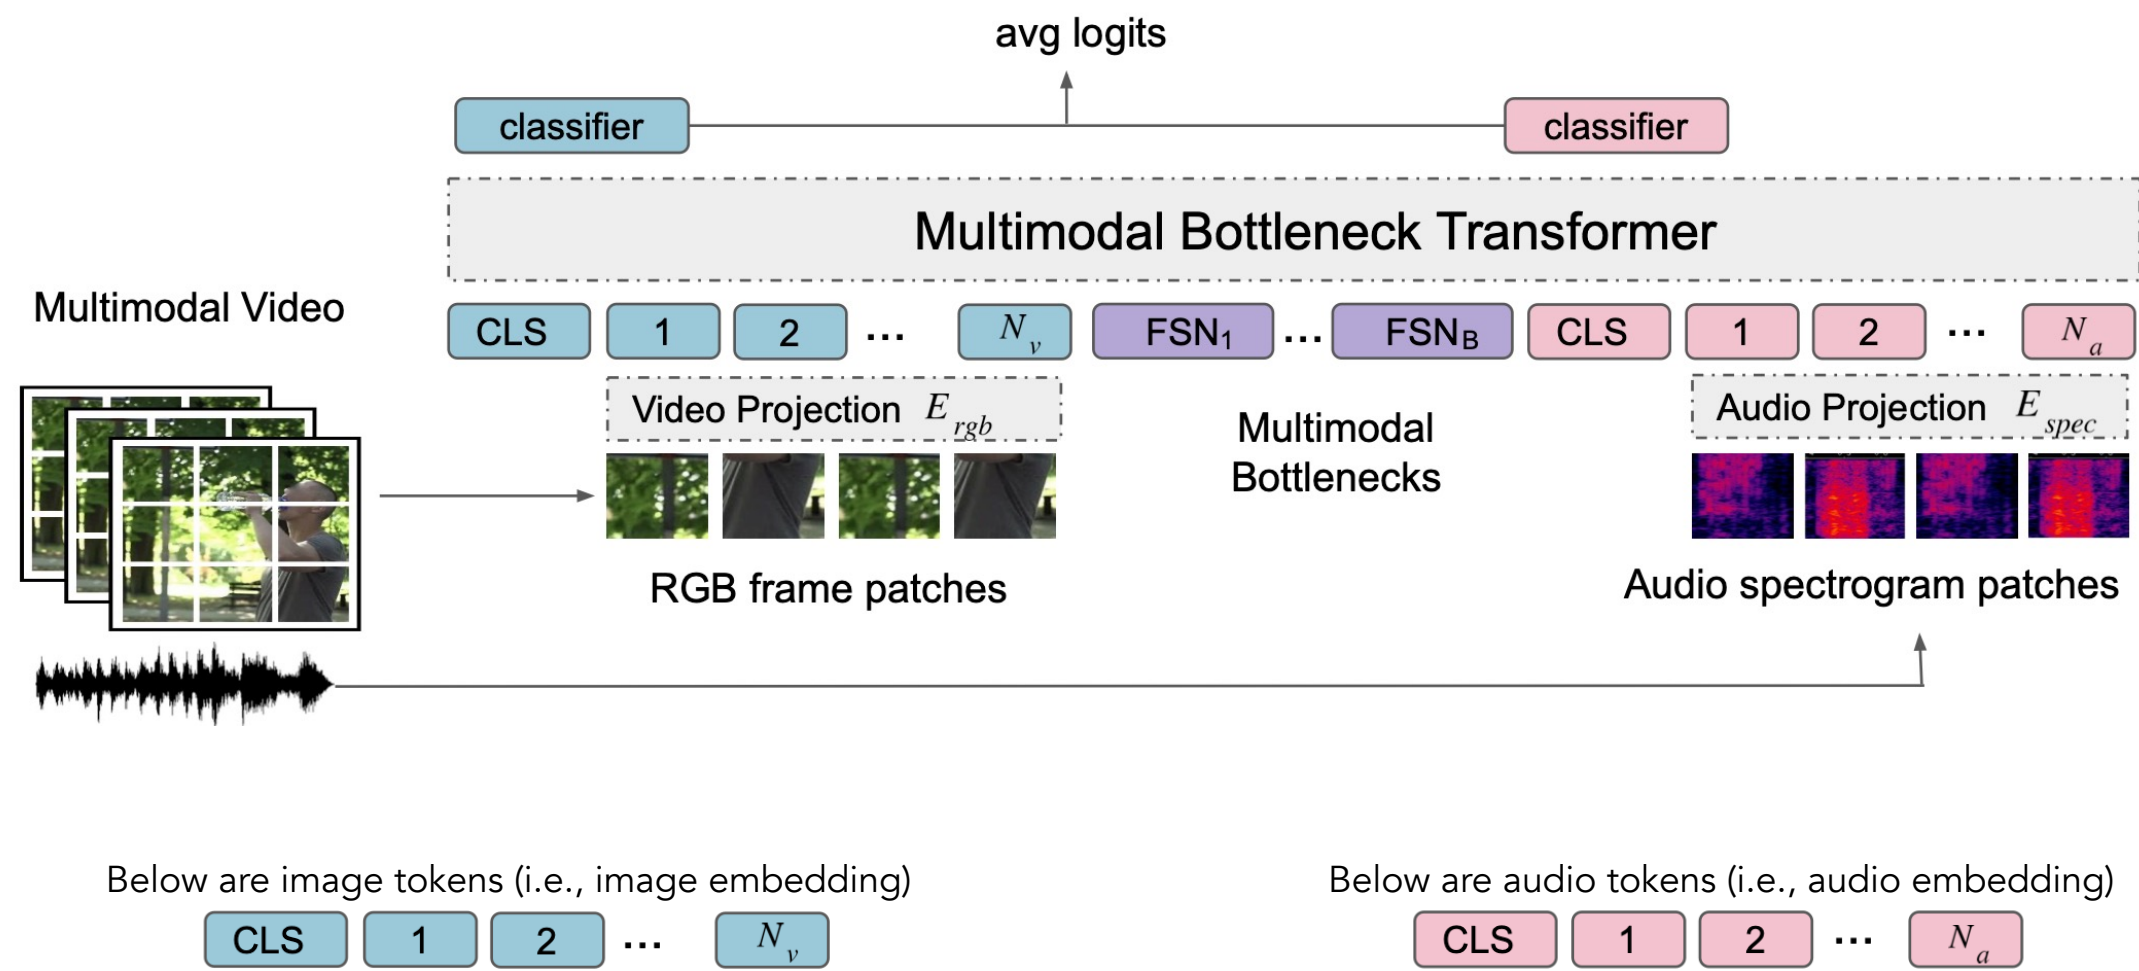 avg logits
classifier classifier
Multimodal Bottleneck Transformer
Multimodal Video
CLS 1 2 ... N_v FSN_1 ... FSN_B CLS 1 2 ... N_a
Video Projection E_rgb
Audio Projection E_spec
Multimodal
Bottlenecks
RGB frame patches
Audio spectrogram patches
Below are image tokens (i.e., image embedding)
CLS 1 2 ... N_v
Below are audio tokens (i.e., audio embedding)
CLS 1 2 ... N_a